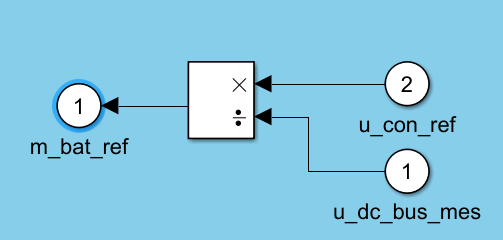 1
m_bat_ref
×
÷
2
u_con_ref
1
u_dc_bus_mes